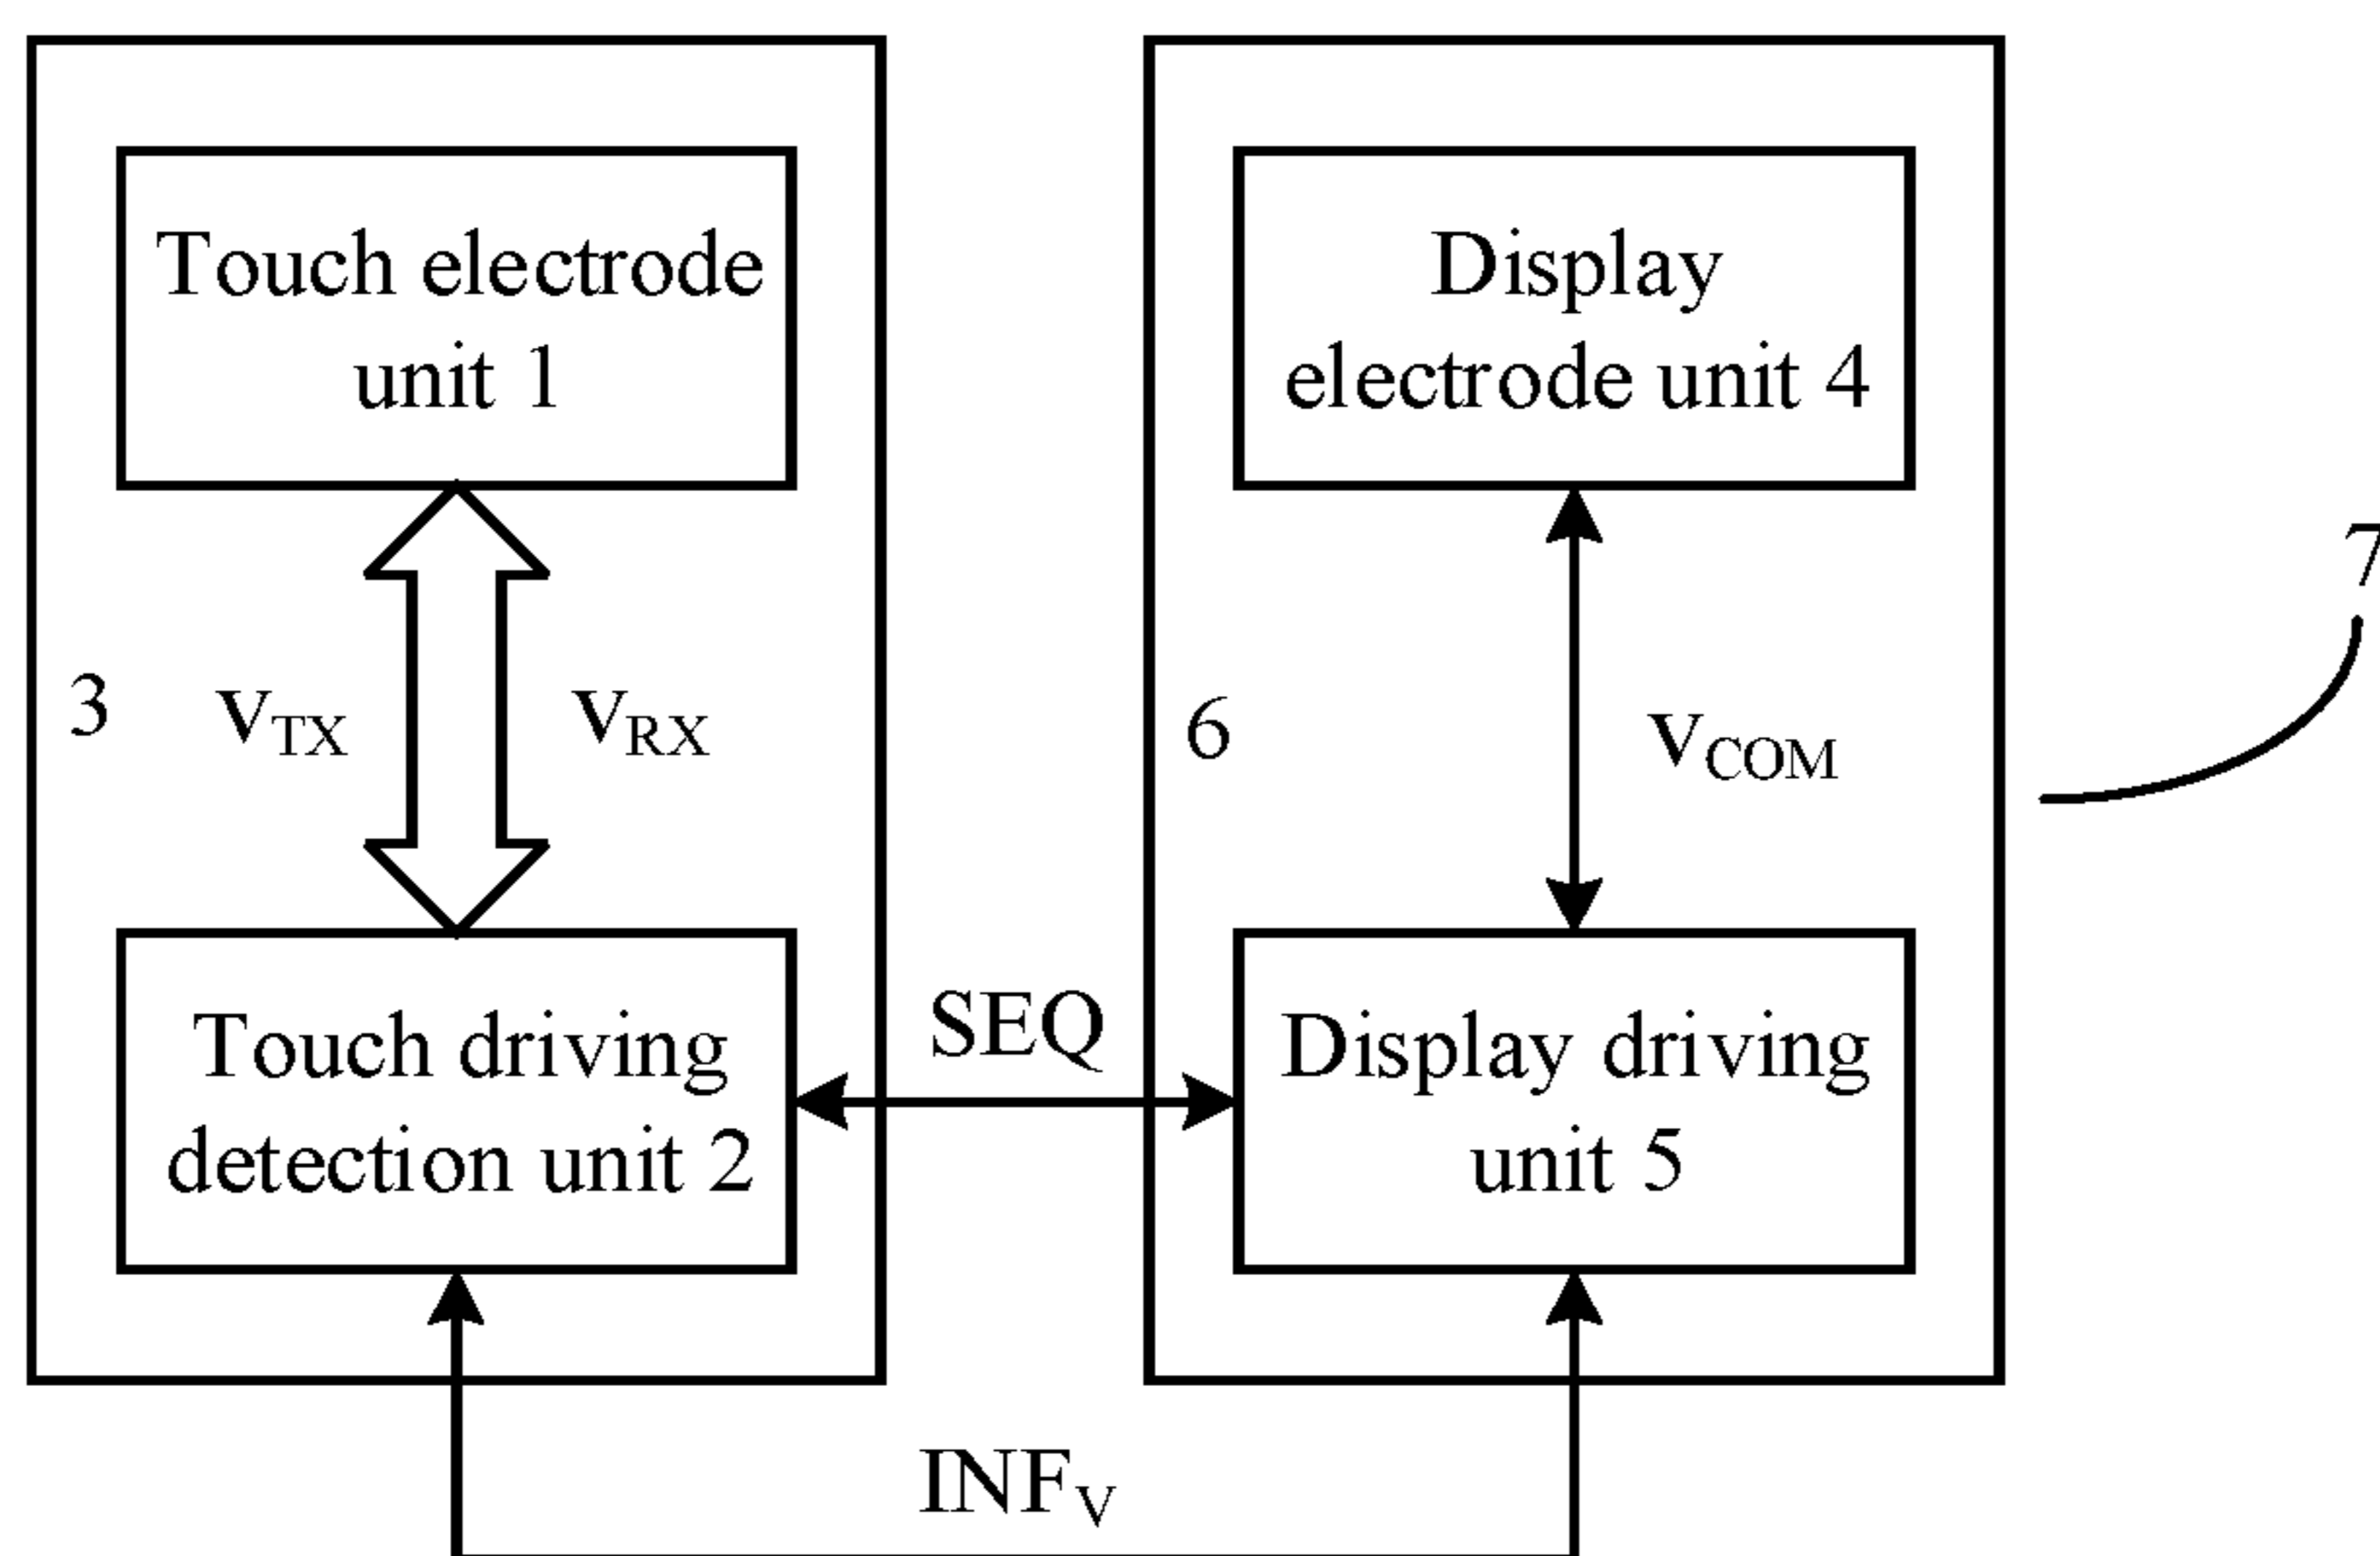 Touch electrode
unit 1
Display
electrode unit 4
7
3
VTX
VRX
6
VCOM
SEQ
Touch driving
detection unit 2
Display driving
unit 5
INFV